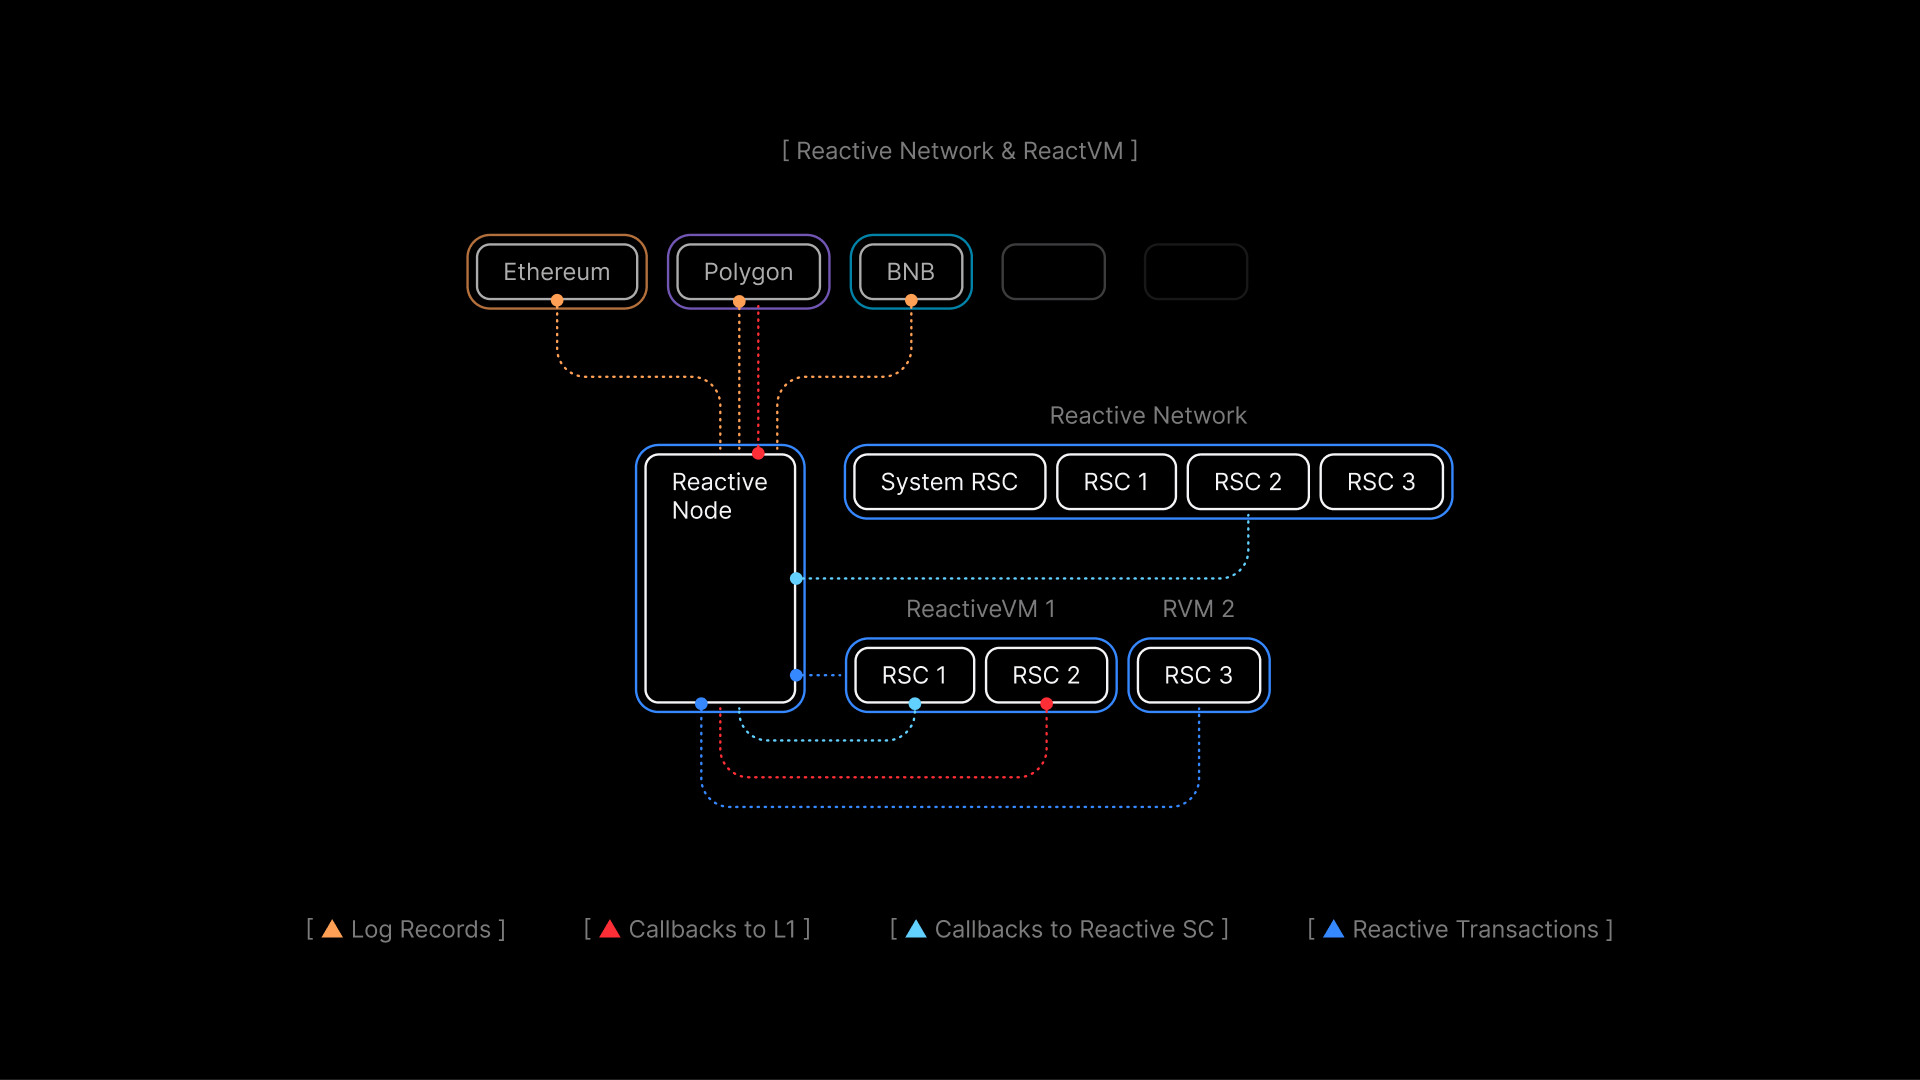 [ Reactive Network & ReactVM ]
Ethereum
Polygon
BNB
Reactive Network
Reactive
Node
System RSC
RSC 1
RSC 2
RSC 3
ReactiveVM 1
RVM 2
RSC 1
RSC 2
RSC 3
[ Log Records ]
[ Callbacks to L1 ]
[ Callbacks to Reactive SC ]
[ Reactive Transactions ]